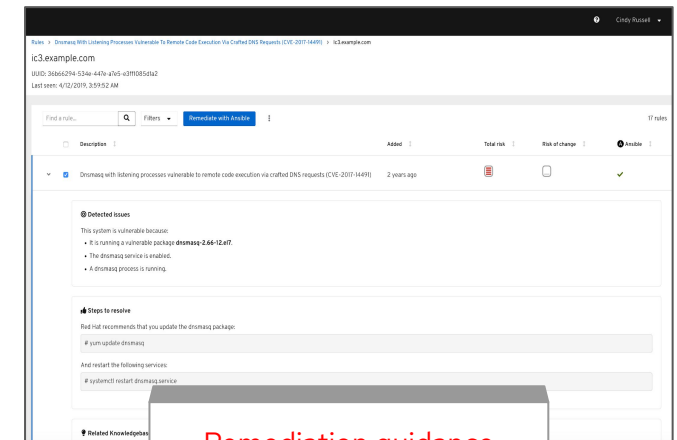 Cindy Russell
Rules > Dnsmasq With Listening Processes Vulnerable To Remote Code Execution Via Crafted DNS Requests (CVE-2017-14491) > ic3.example.com
ic3.example.com
UUID: 36b66294-534e-447e-a7e5-e3f11085d1a2
Last seen: 4/12/2019, 3:59:52 AM
Find a rule... Filters Remediate with Ansible 17 rules
Description Added Total risk Risk of change A Ansible
Dnsmasq with listening processes vulnerable to remote code execution via crafted DNS requests (CVE-2017-14491) 2 years ago
Detected issues
This system is vulnerable because:
• It is running a vulnerable package dnsmasq-2.66-12.el7.
• The dnsmasq service is enabled.
• A dnsmasq process is running.
Steps to resolve
Red Hat recommends that you update the dnsmasq package:
# yum update dnsmasq
And restart the following services:
# systemctl restart dnsmasq.service
Related Knowledgebas
Remediation guidance